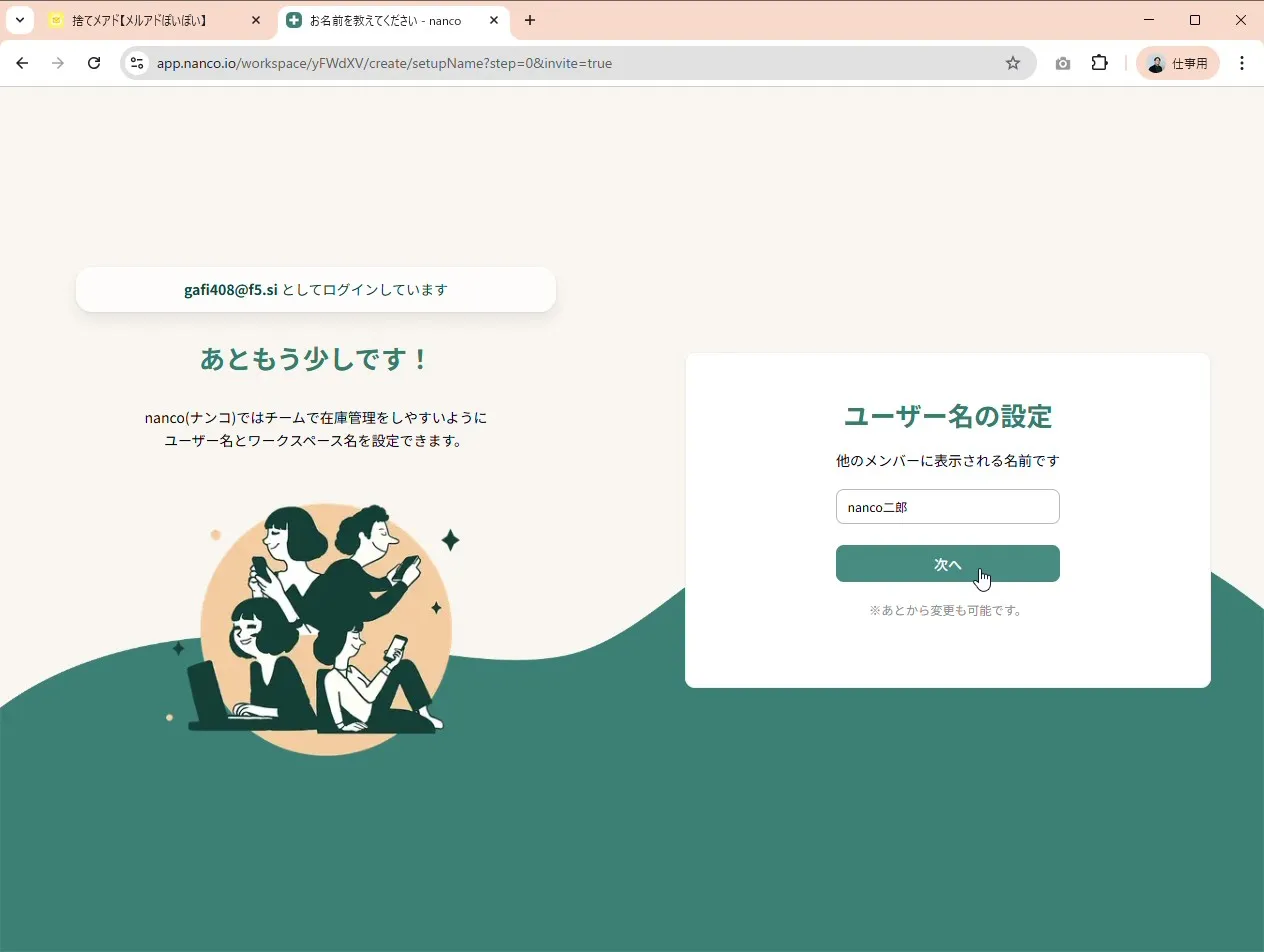 捨てメアド【メルアドぽいぽい】
お名前を教えてください - nanco
app.nanco.io/workspace/yFWdXV/create/setupName?step=0&invite=true
仕事用
gafi408@f5.si としてログインしています
あともう少しです！
nanco(ナンコ)ではチームで在庫管理をしやすいように
ユーザー名とワークスペース名を設定できます。
ユーザー名の設定
他のメンバーに表示される名前です
nanco二郎
次へ
※あとから変更も可能です。